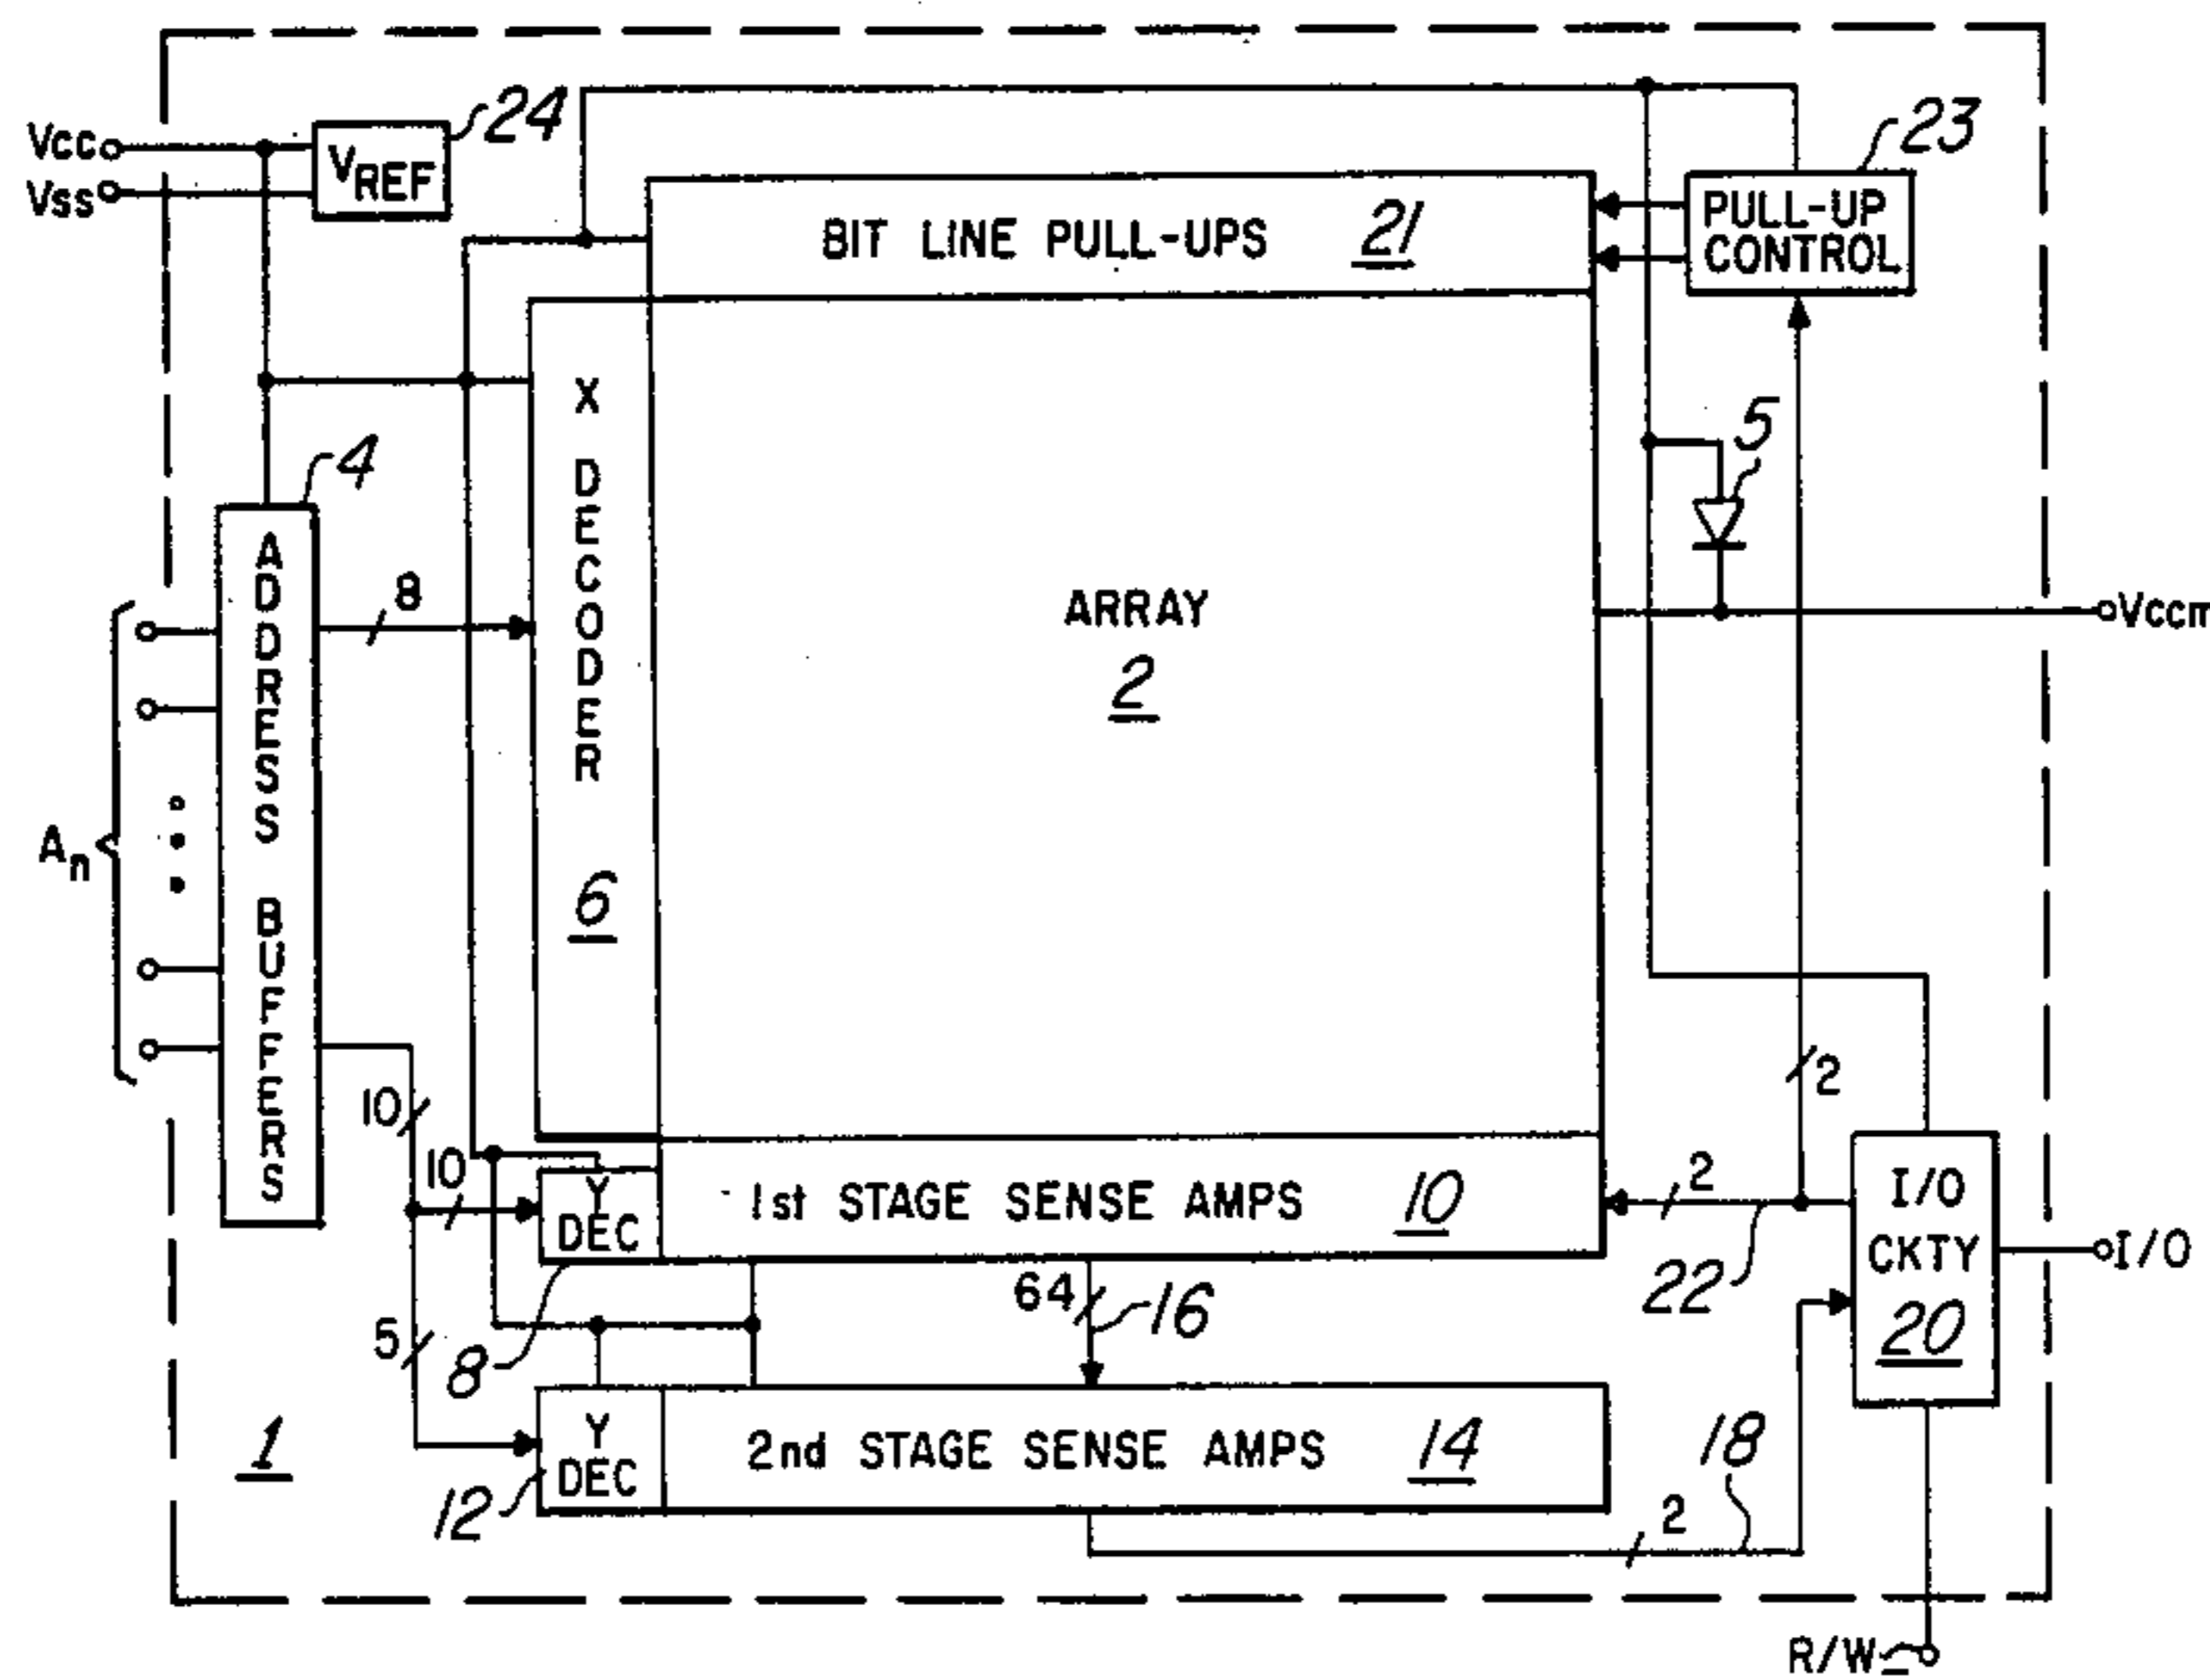 Vcc
Vss
VREF
24
BIT LINE PULL-UPS 21
PULL-UP
CONTROL
23
4
5
ADDRESS BUFFERS
8
X DECODER
6
ARRAY
2
Vccm
An
10
10
2
Y
DEC
1st STAGE SENSE AMPS 10
2
22
I/O
CKTY
20
I/O
64
16
5
8
Y
DEC
12
2nd STAGE SENSE AMPS 14
2
18
1
R/W_